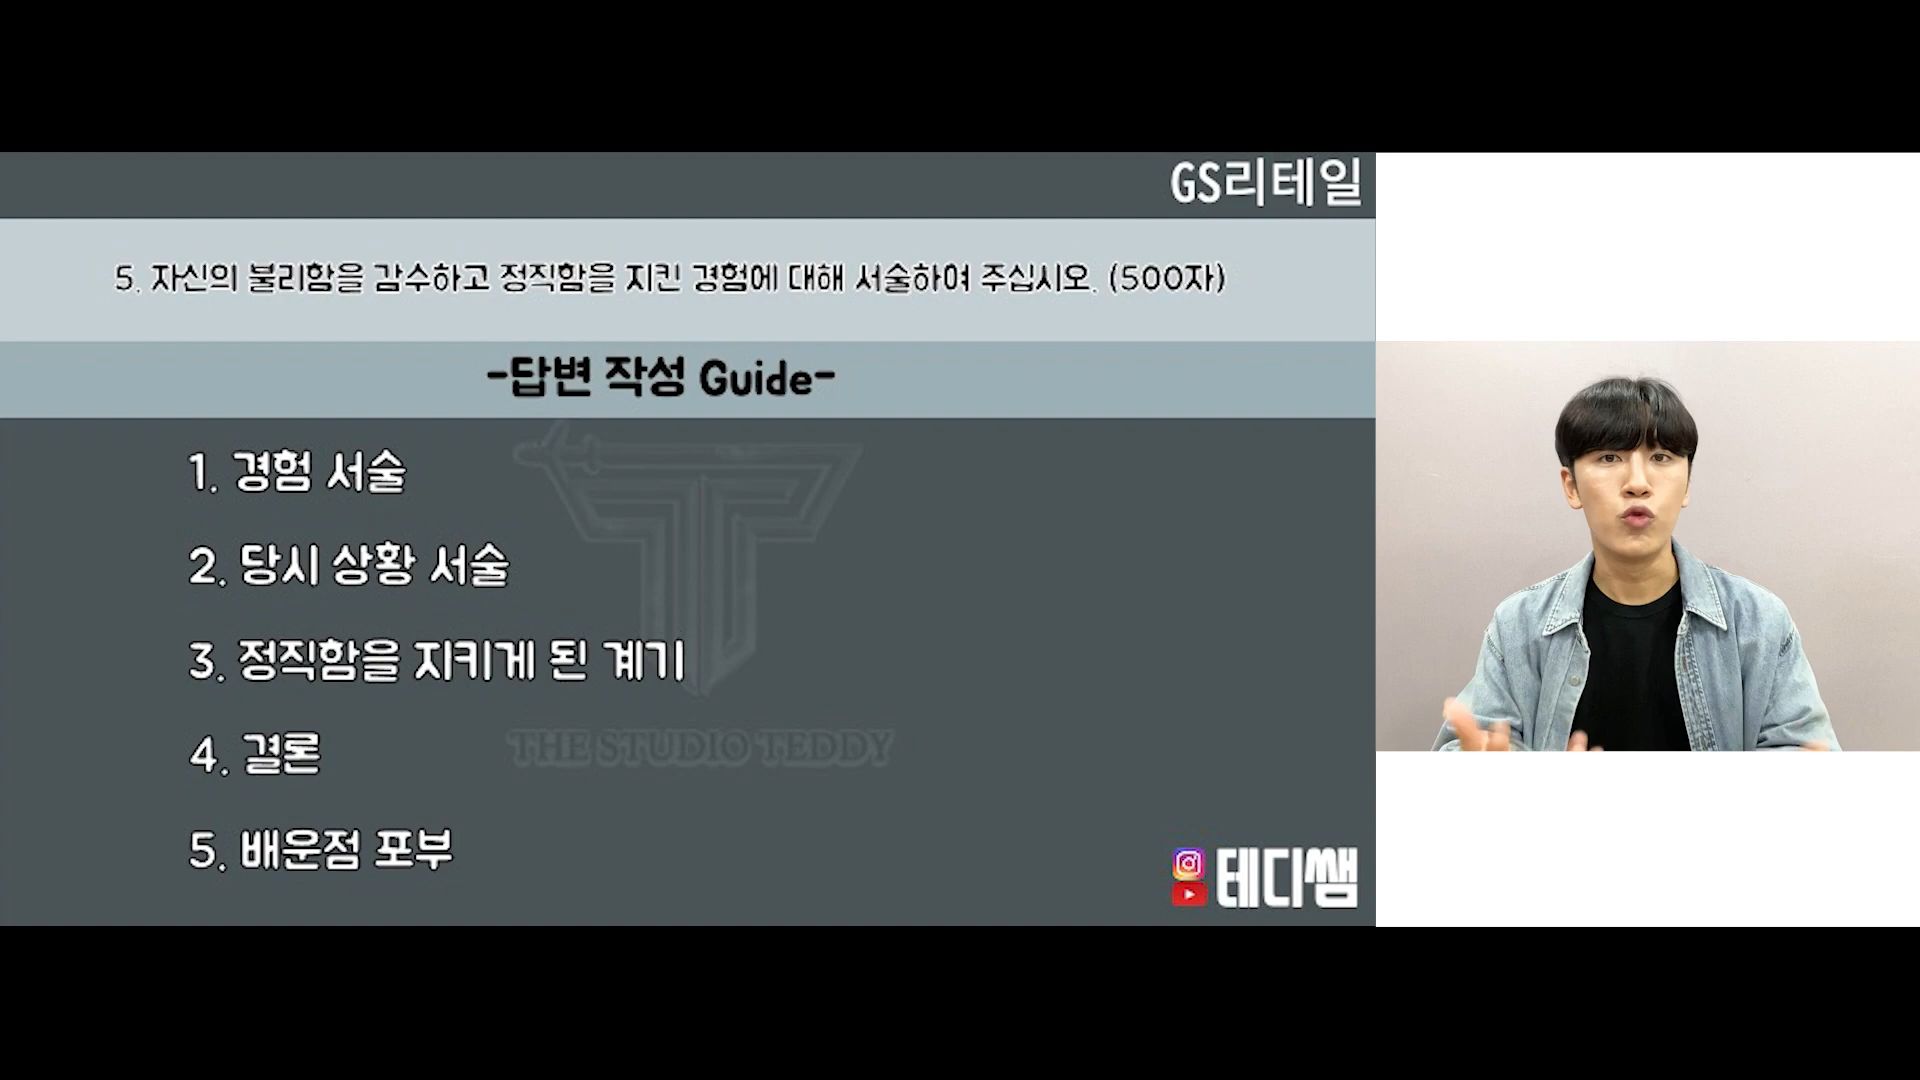 GS리테일
5. 자신의 불리함을 감수하고 정직함을 지킨 경험에 대해 서술하여 주십시오. (500자)
-답변 작성 Guide-
1. 경험 서술
2. 당시 상황 서술
3. 정직함을 지키게 된 계기
THE STUDIO TEDDY
4. 결론
5. 배운점 포부
테디쌤